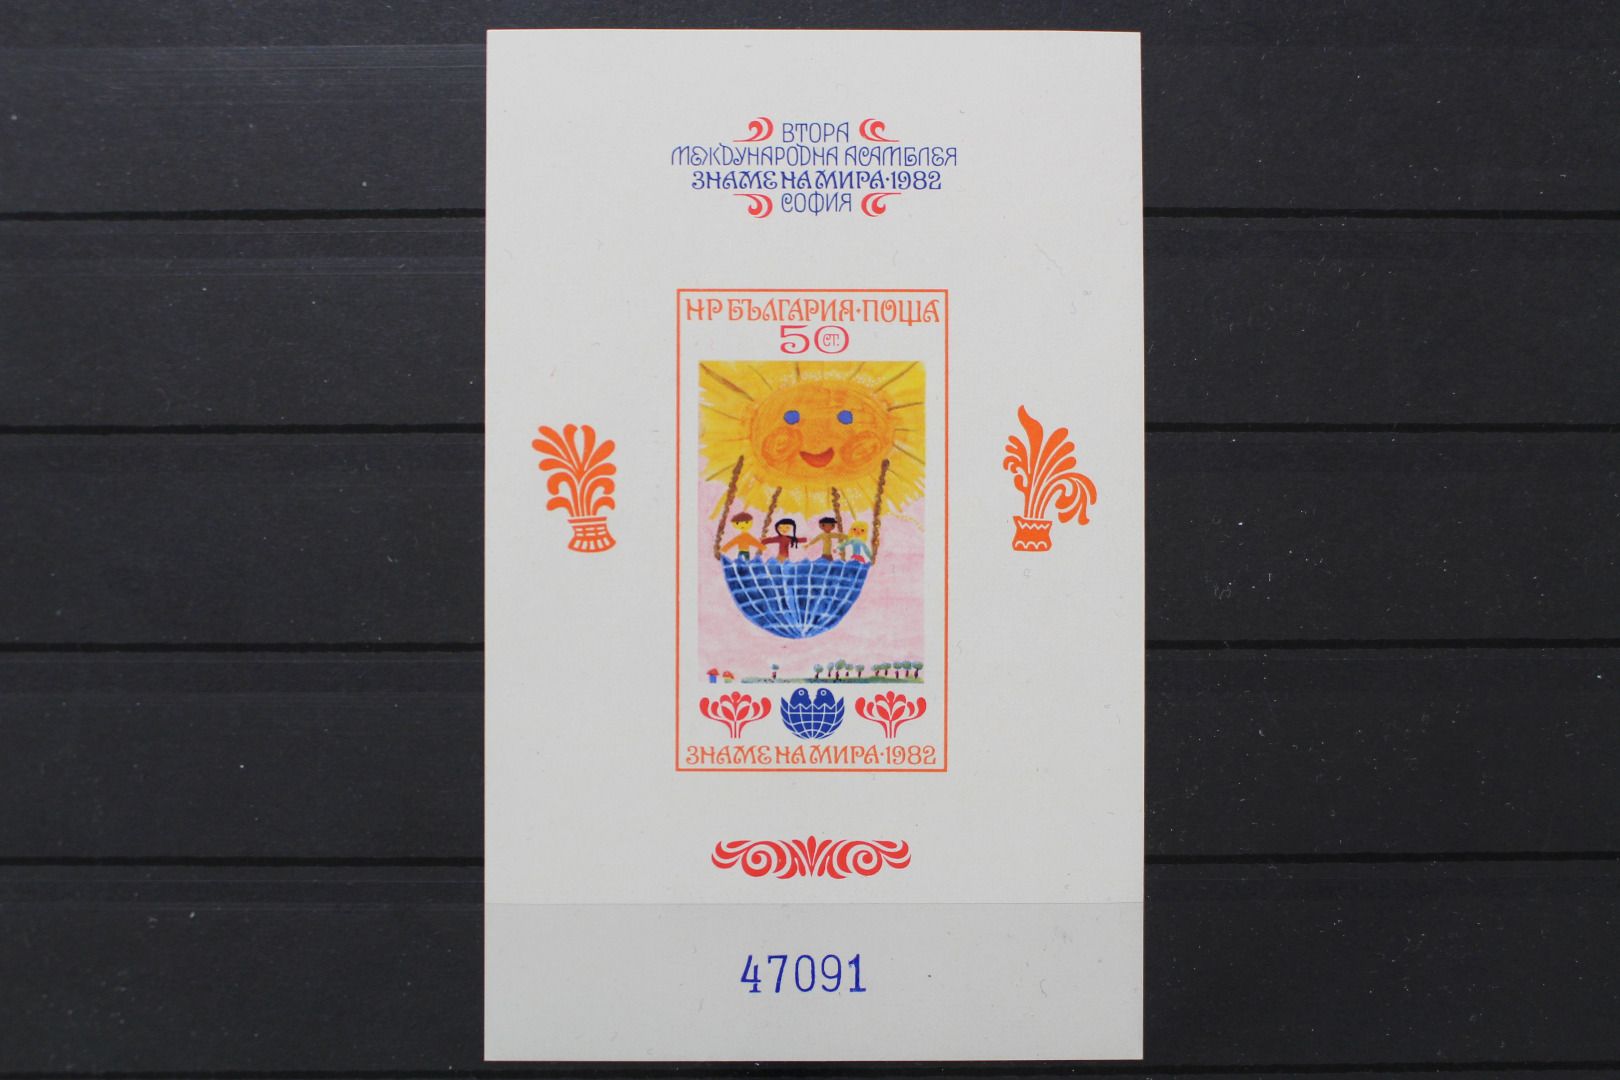 ВТОРА
МЕЖДУНАРОДНА АСАМБЛЕЯ
ЗНАМЕ НА МИРА·1982
СОФИЯ
НР БЪЛГАРИЯ·ПОЩА
50 СТ.
ЗНАМЕ НА МИРА·1982
47091